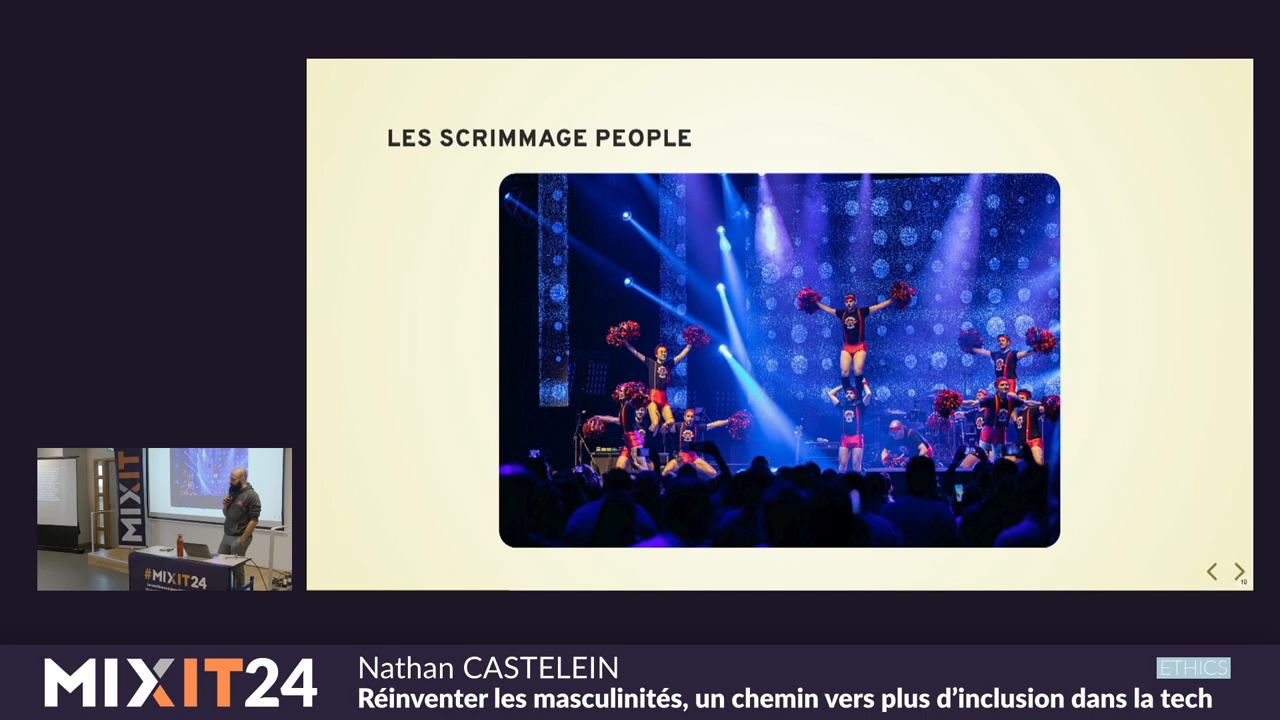 LES SCRIMMAGE PEOPLE
10
MIXIT
#MIXIT24
MIXIT24
Nathan CASTELEIN
ETHICS
Réinventer les masculinités, un chemin vers plus d'inclusion dans la tech